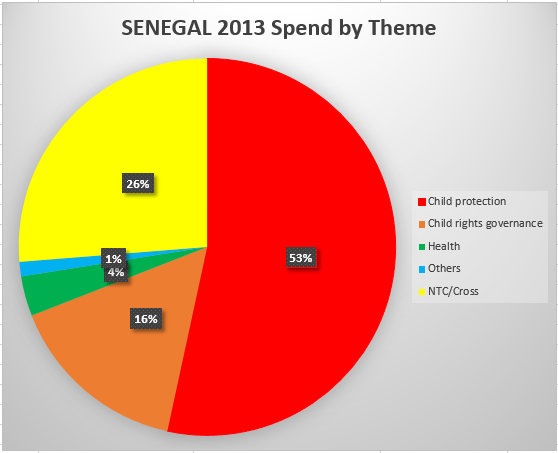 SENEGAL 2013 Spend by Theme
26%
1%
4%
53%
16%
Child protection
Child rights governance
Health
Others
NTC/Cross